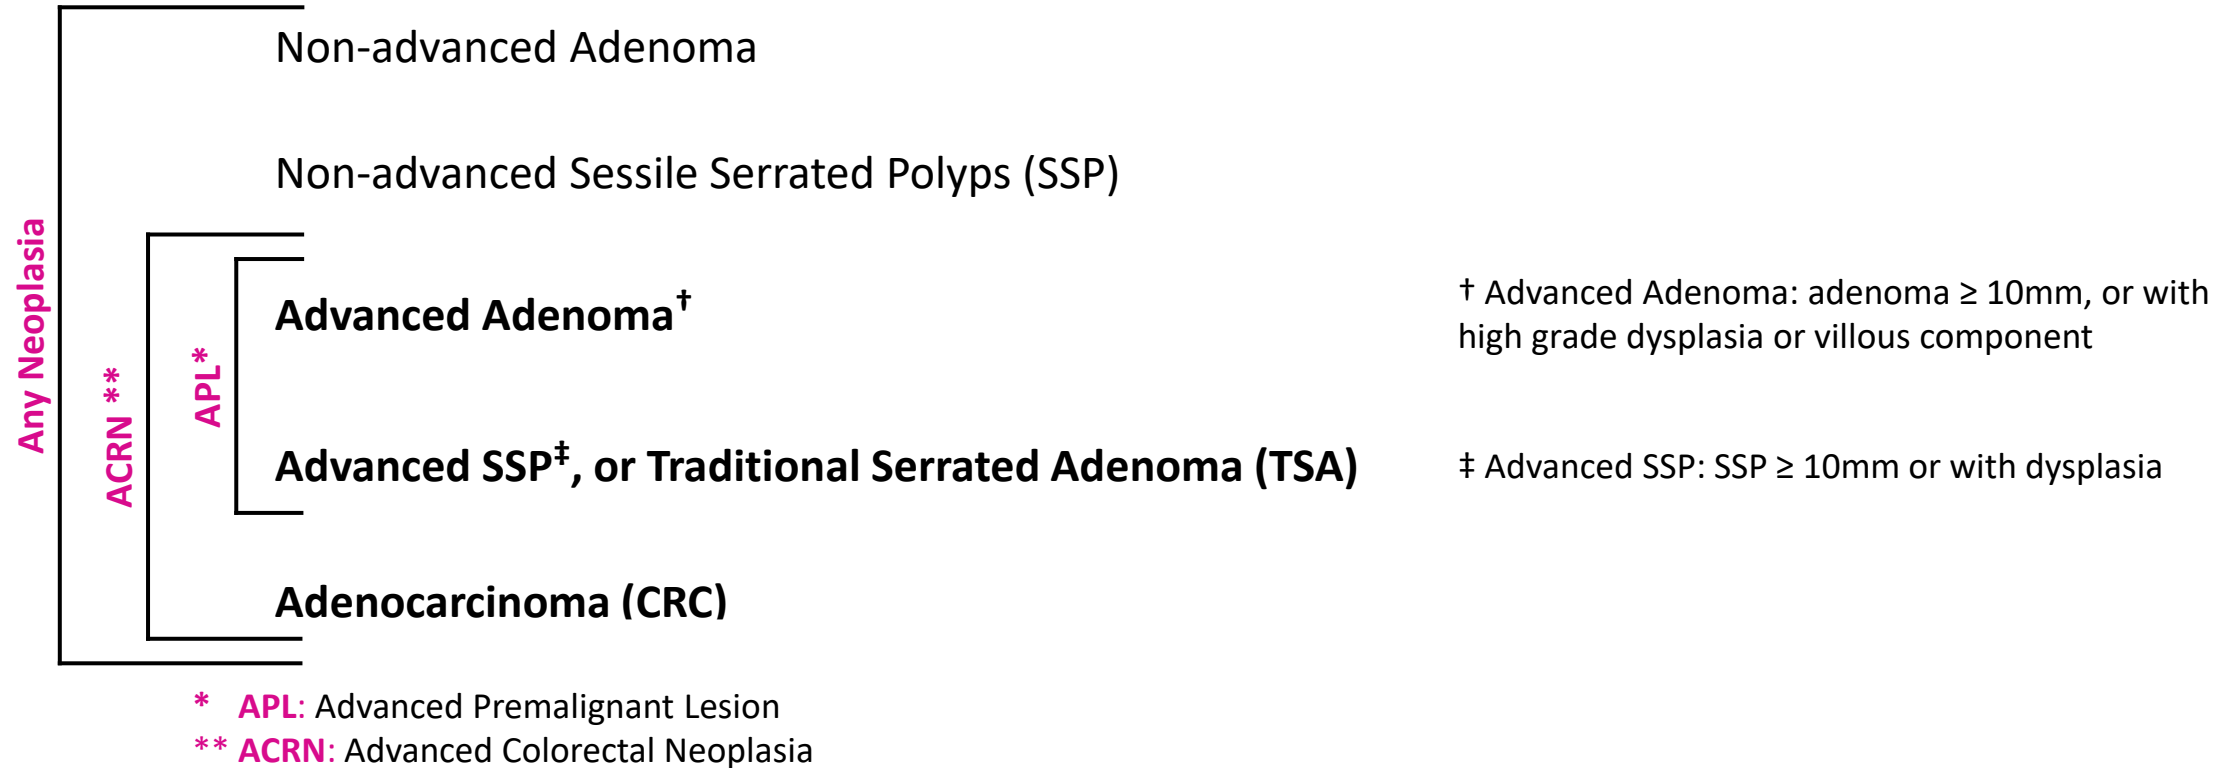 Non-advanced Adenoma
Non-advanced Sessile Serrated Polyps (SSP)
Any Neoplasia
ACRN **
APL*
Advanced Adenoma†
† Advanced Adenoma: adenoma ≥ 10mm, or with
high grade dysplasia or villous component
Advanced SSP‡, or Traditional Serrated Adenoma (TSA)
‡ Advanced SSP: SSP ≥ 10mm or with dysplasia
Adenocarcinoma (CRC)
* APL: Advanced Premalignant Lesion
** ACRN: Advanced Colorectal Neoplasia